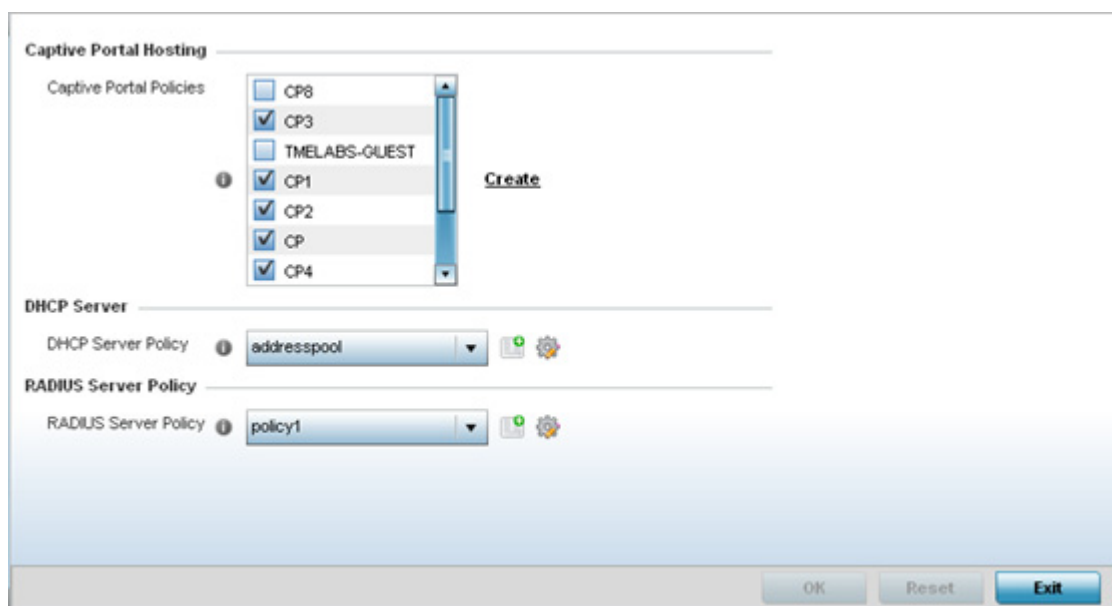 Captive Portal Hosting
Captive Portal Policies
CP8
CP3
TMELABS-GUEST
CP1
Create
CP2
CP
CP4
DHCP Server
DHCP Server Policy
addresspool
RADIUS Server Policy
RADIUS Server Policy
policy1
OK
Reset
Exit